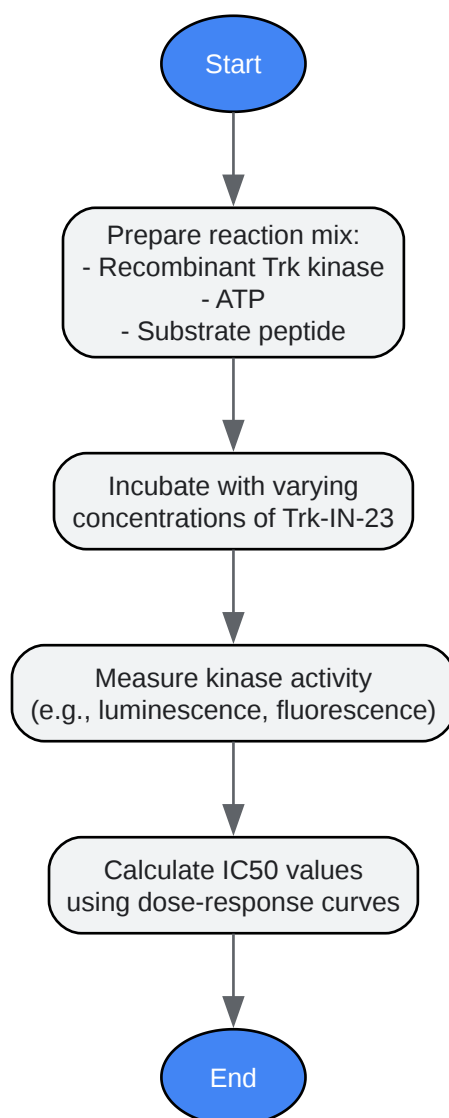 Start
Prepare reaction mix:
- Recombinant Trk kinase
- ATP
- Substrate peptide
Incubate with varying
concentrations of Trk-IN-23
Measure kinase activity
(e.g., luminescence, fluorescence)
Calculate IC50 values
using dose-response curves
End